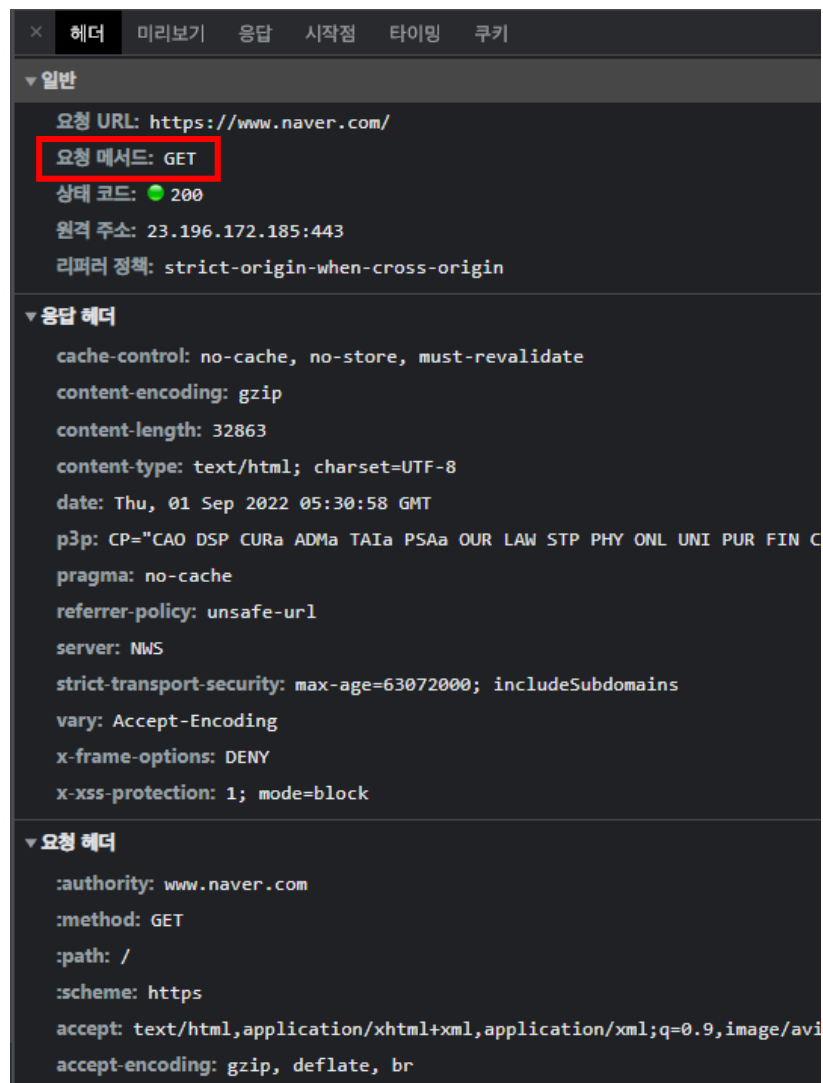 × 헤더 미리보기 응답 시작점 타이밍 쿠키
▼ 일반
요청 URL: https://www.naver.com/
요청 메서드: GET
상태 코드: 200
원격 주소: 23.196.172.185:443
리퍼러 정책: strict-origin-when-cross-origin
▼ 응답 헤더
cache-control: no-cache, no-store, must-revalidate
content-encoding: gzip
content-length: 32863
content-type: text/html; charset=UTF-8
date: Thu, 01 Sep 2022 05:30:58 GMT
p3p: CP="CAO DSP CURa ADMa TAIa PSAa OUR LAW STP PHY ONL UNI PUR FIN C
pragma: no-cache
referrer-policy: unsafe-url
server: NWS
strict-transport-security: max-age=63072000; includeSubdomains
vary: Accept-Encoding
x-frame-options: DENY
x-xss-protection: 1; mode=block
▼ 요청 헤더
:authority: www.naver.com
:method: GET
:path: /
:scheme: https
accept: text/html,application/xhtml+xml,application/xml;q=0.9,image/avi
accept-encoding: gzip, deflate, br